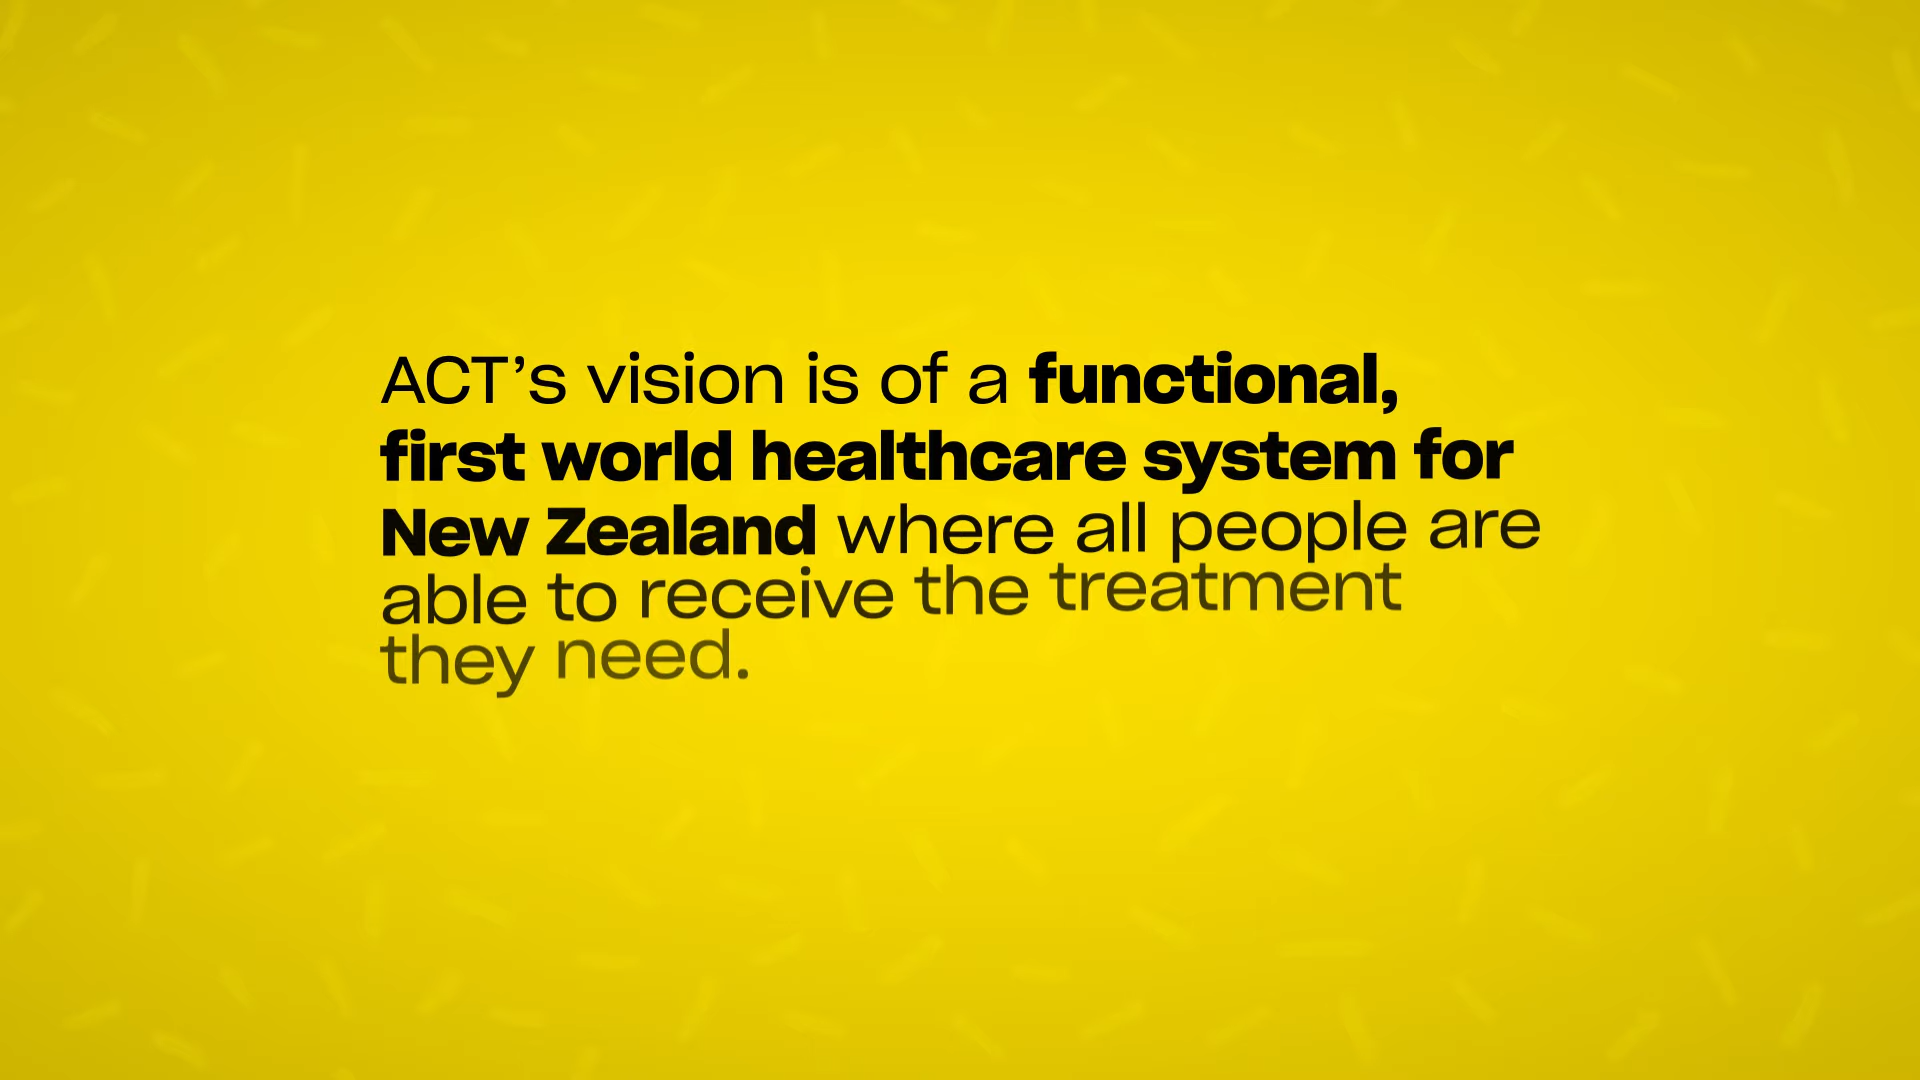 ACT’s vision is of a functional,
first world healthcare system for
New Zealand where all people are
able to receive the treatment
they need.